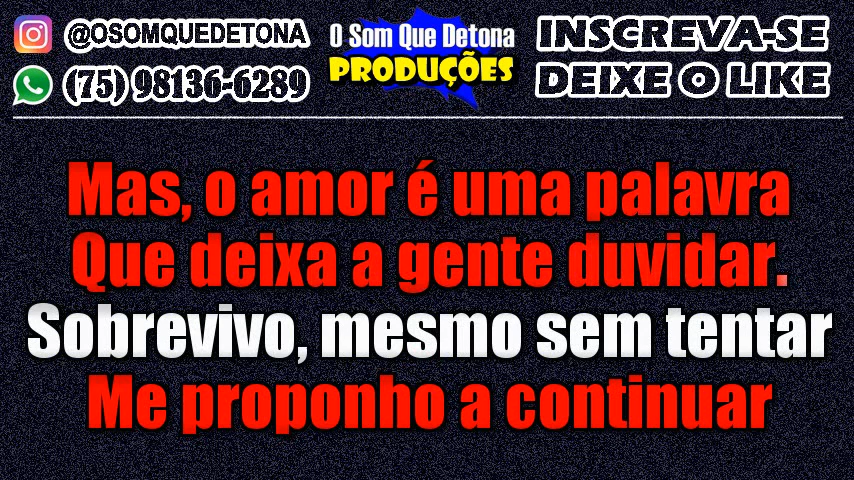 @OSOMQUEDETONA
(75) 98136-6289
O Som Que Detona
PRODUÇÕES
INSCREVA-SE
DEIXE O LIKE
Mas, o amor é uma palavra
Que deixa a gente duvidar.
Sobrevivo, mesmo sem tentar
Me proponho a continuar